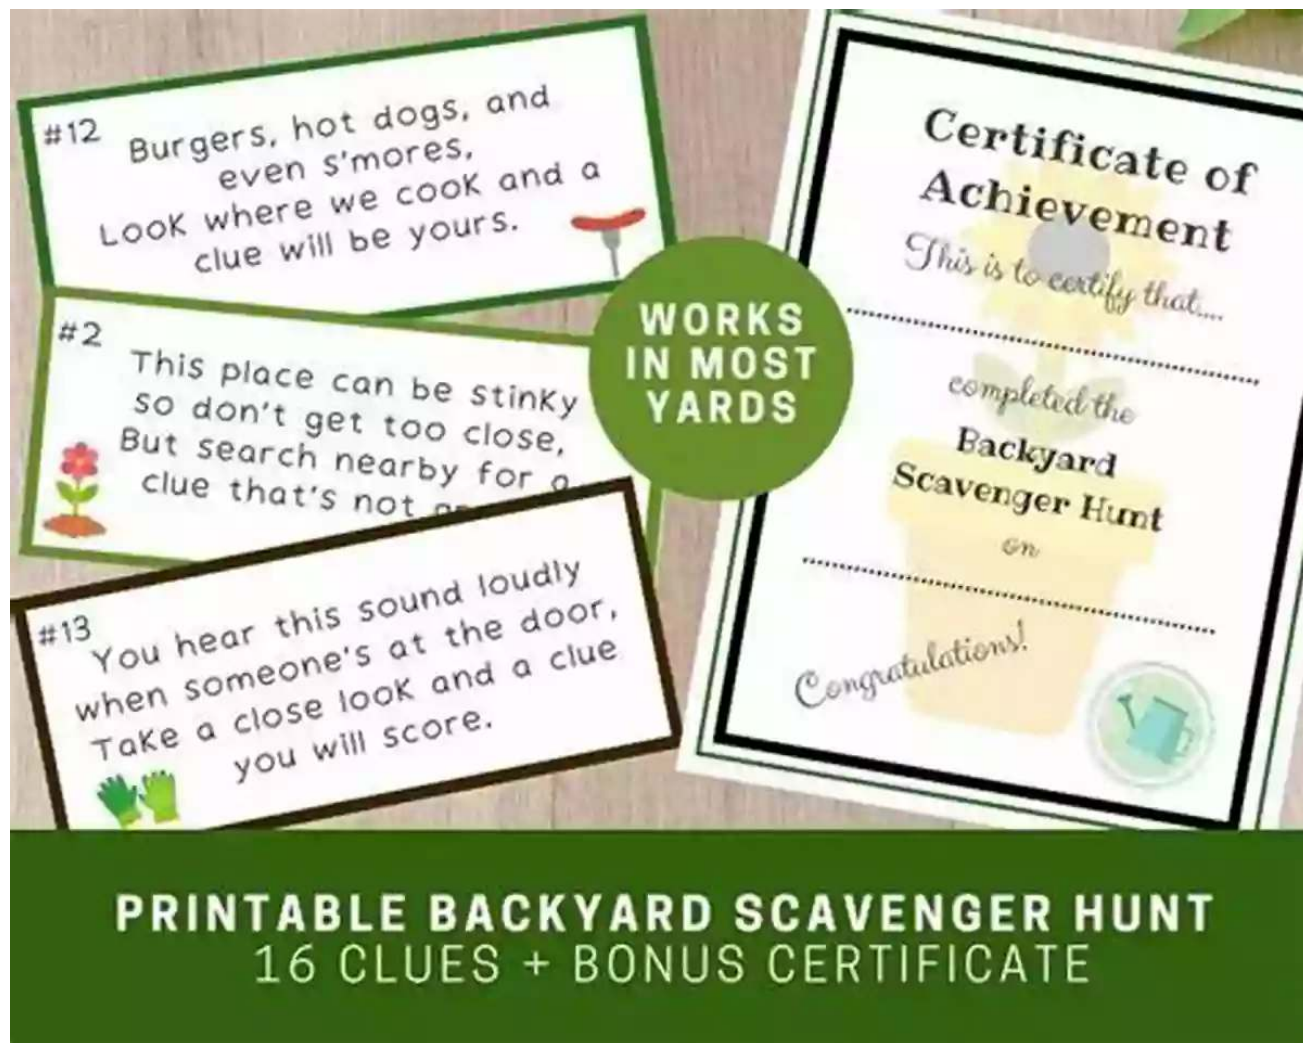 #12
Burgers, hot dogs, and
even s'mores,
Look where we cook and a
clue will be yours.
#2
This place can be stinky
so don't get too close,
But search nearby for a
clue that's not
#13
You hear this sound loudly
when someone's at the door,
Take a close look and a clue
you will score.
WORKS
IN MOST
YARDS
Certificate of
Achievement
This is to certify that....
completed the
Backyard
Scavenger Hunt
on
Congratulations!
PRINTABLE BACKYARD SCAVENGER HUNT
16 CLUES + BONUS CERTIFICATE